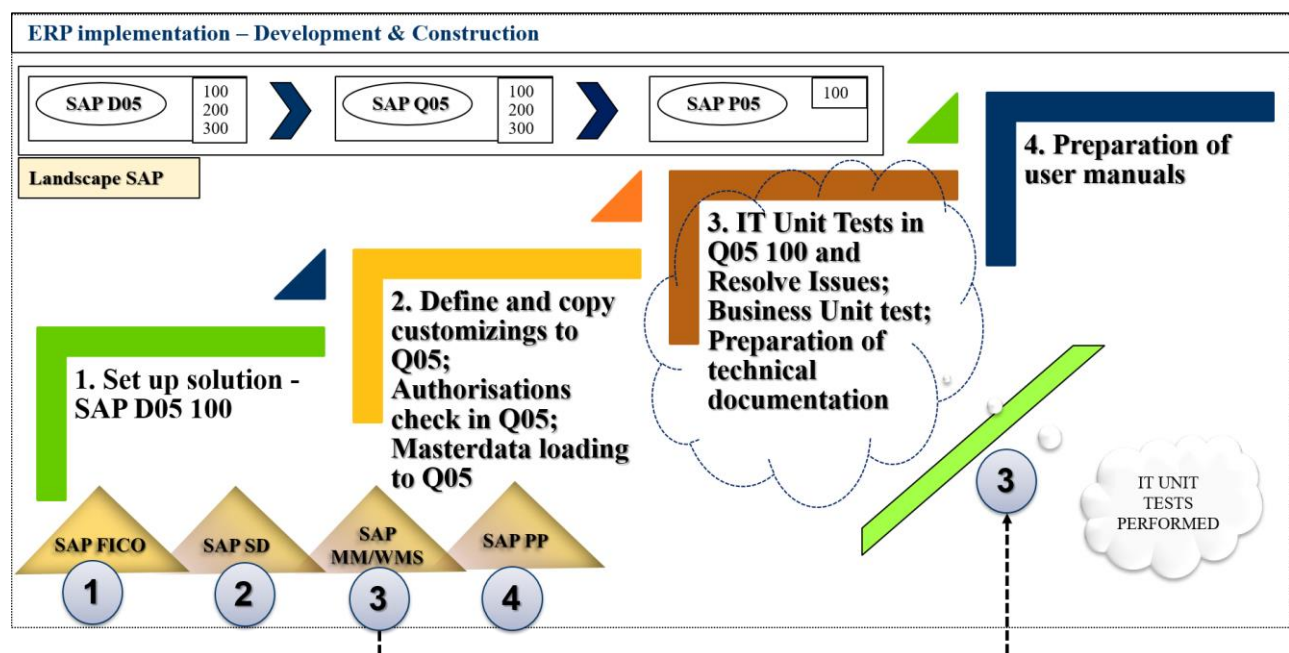 ERP implementation – Development & Construction
SAP D05
100
200
300
SAP Q05
100
200
300
SAP P05
100
Landscape SAP
1. Set up solution -
SAP D05 100
2. Define and copy
customizings to
Q05;
Authorisations
check in Q05;
Masterdata loading
to Q05
3. IT Unit Tests in
Q05 100 and
Resolve Issues;
Business Unit test;
Preparation of
technical
documentation
4. Preparation of
user manuals
SAP FICO
SAP SD
SAP
MM/WMS
SAP PP
1
2
3
4
3
IT UNIT
TESTS
PERFORMED